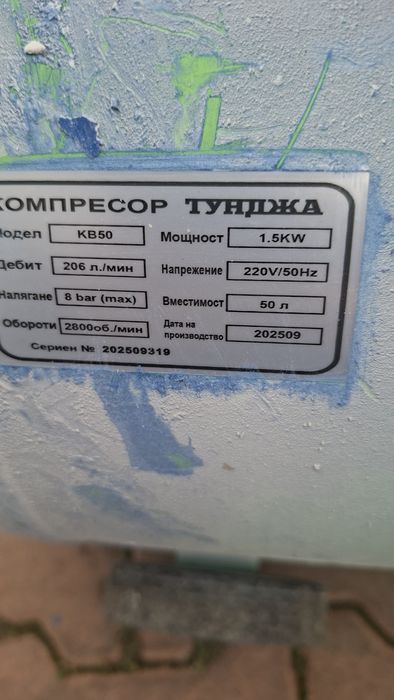 КОМПРЕСОР ТУНДЖА
Модел KB50 Мощност 1.5KW
Дебит 206 л./мин Напрежение 220V/50Hz
Налягане 8 bar (max) Вместимост 50 л
Обороти 2800об./мин Дата на производство 202509
Сериен № 202509319